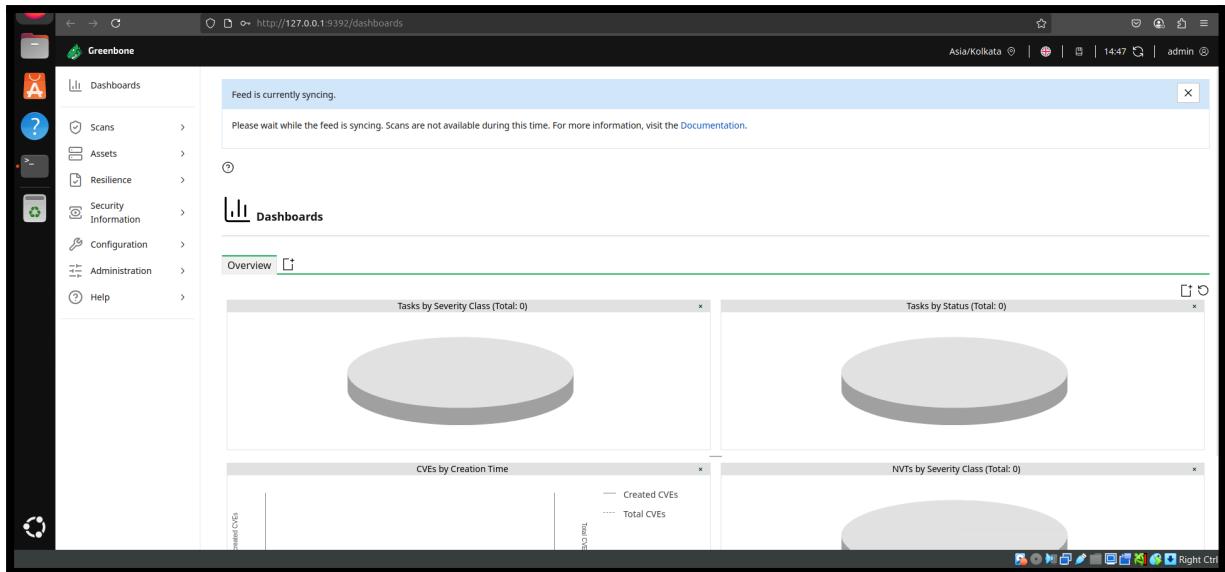 http://127.0.0.1:9392/dashboards
Greenbone
Asia/Kolkata
14:47
admin
Dashboards
Scans
Assets
Resilience
Security
Information
Configuration
Administration
Help
Feed is currently syncing.
Please wait while the feed is syncing. Scans are not available during this time. For more information, visit the Documentation.
Dashboards
Overview
Tasks by Severity Class (Total: 0)
Tasks by Status (Total: 0)
CVEs by Creation Time
Created CVEs
Total CVEs
NVTs by Severity Class (Total: 0)
Right Ctrl